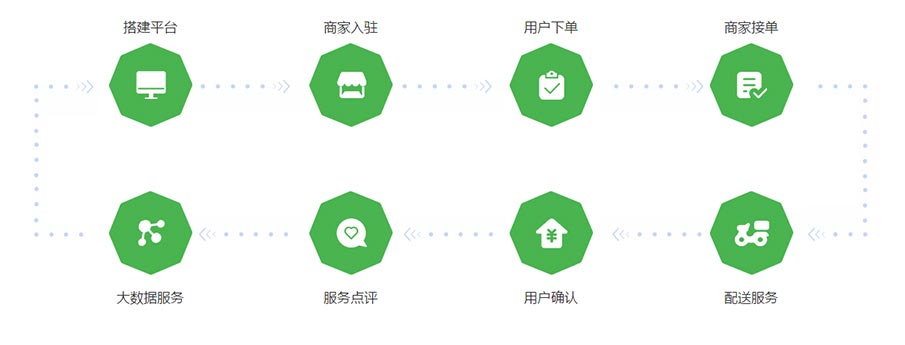 搭建平台
商家入驻
用户下单
商家接单
大数据服务
服务点评
用户确认
配送服务